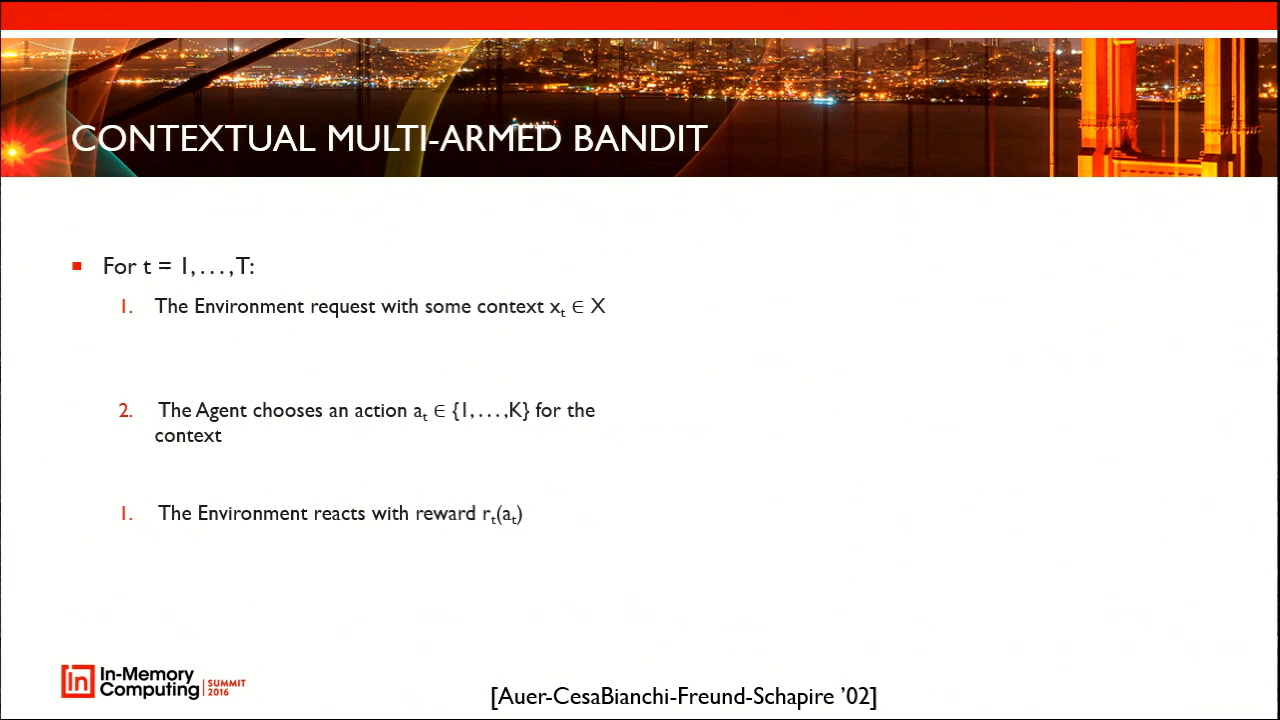 CONTEXTUAL MULTI-ARMED BANDIT
For t = 1,...,T:
1. The Environment request with some context xₜ ∈ X
2. The Agent chooses an action aₜ ∈ {1,...,K} for the
context
1. The Environment reacts with reward rₜ(aₜ)
in In-Memory
Computing
SUMMIT
2016
[Auer-CesaBianchi-Freund-Schapire ’02]